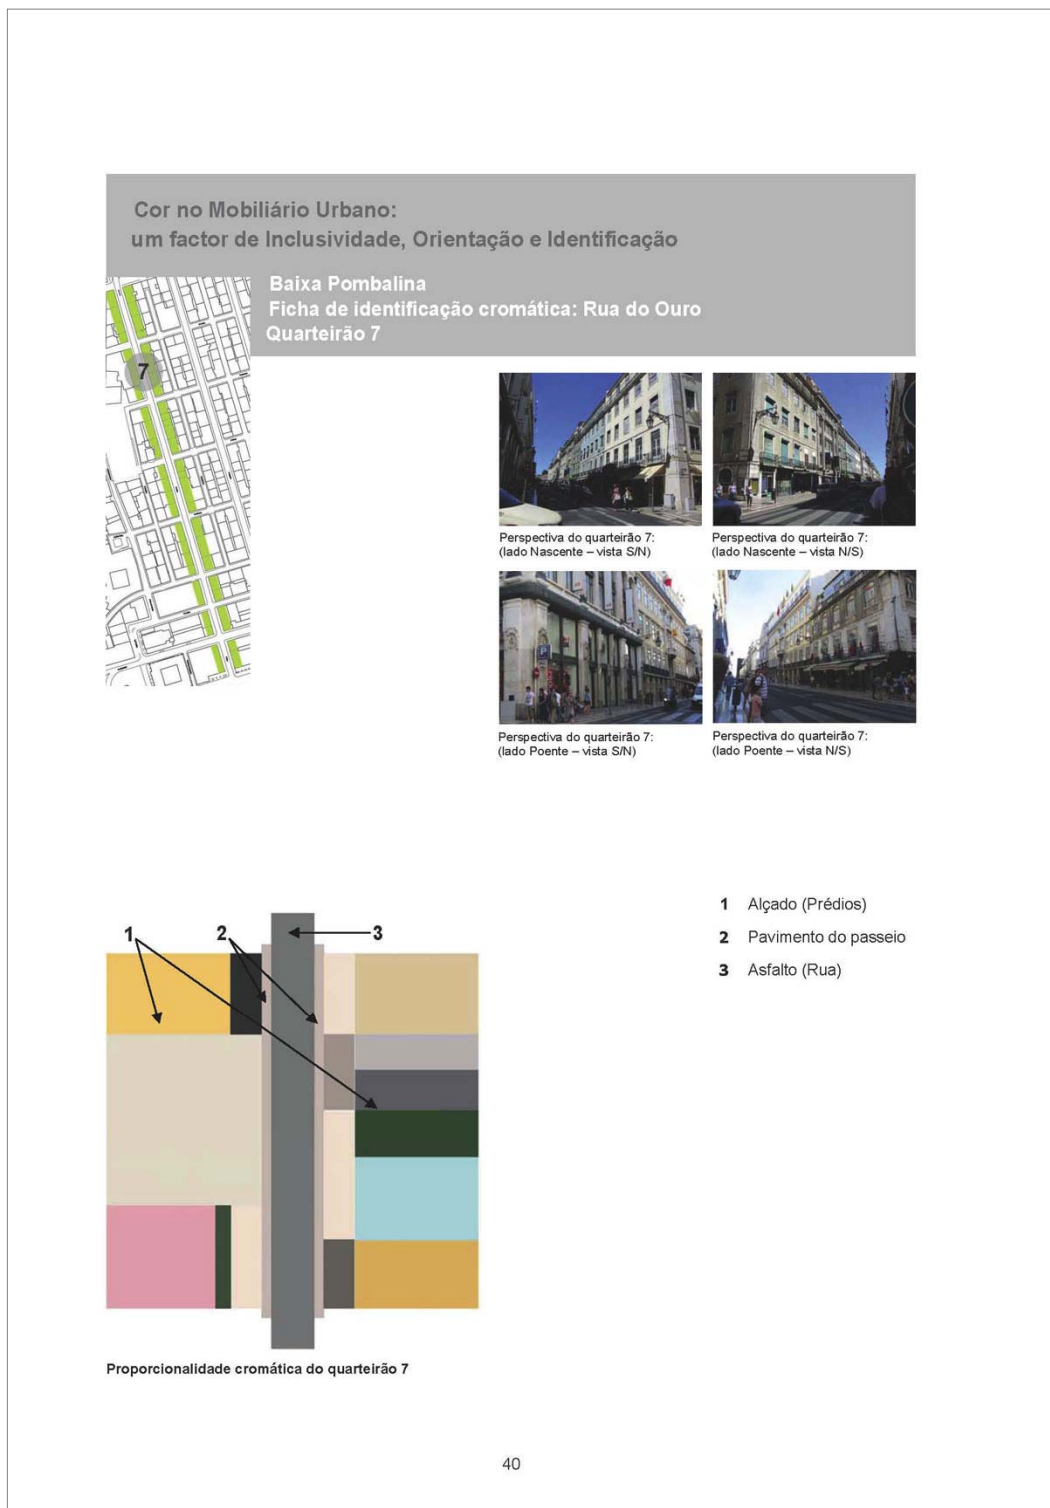 Cor no Mobiliário Urbano:
um factor de Inclusividade, Orientação e Identificação
Baixa Pombalina
Ficha de identificação cromática: Rua do Ouro
Quarteirão 7
7
Perspectiva do quarteirão 7:
(lado Nascente – vista S/N)
Perspectiva do quarteirão 7:
(lado Nascente – vista N/S)
Perspectiva do quarteirão 7:
(lado Poente – vista S/N)
Perspectiva do quarteirão 7:
(lado Poente – vista N/S)
1 Alçado (Prédios)
2 Pavimento do passeio
3 Asfalto (Rua)
1
2
3
Proporcionalidade cromática do quarteirão 7
40